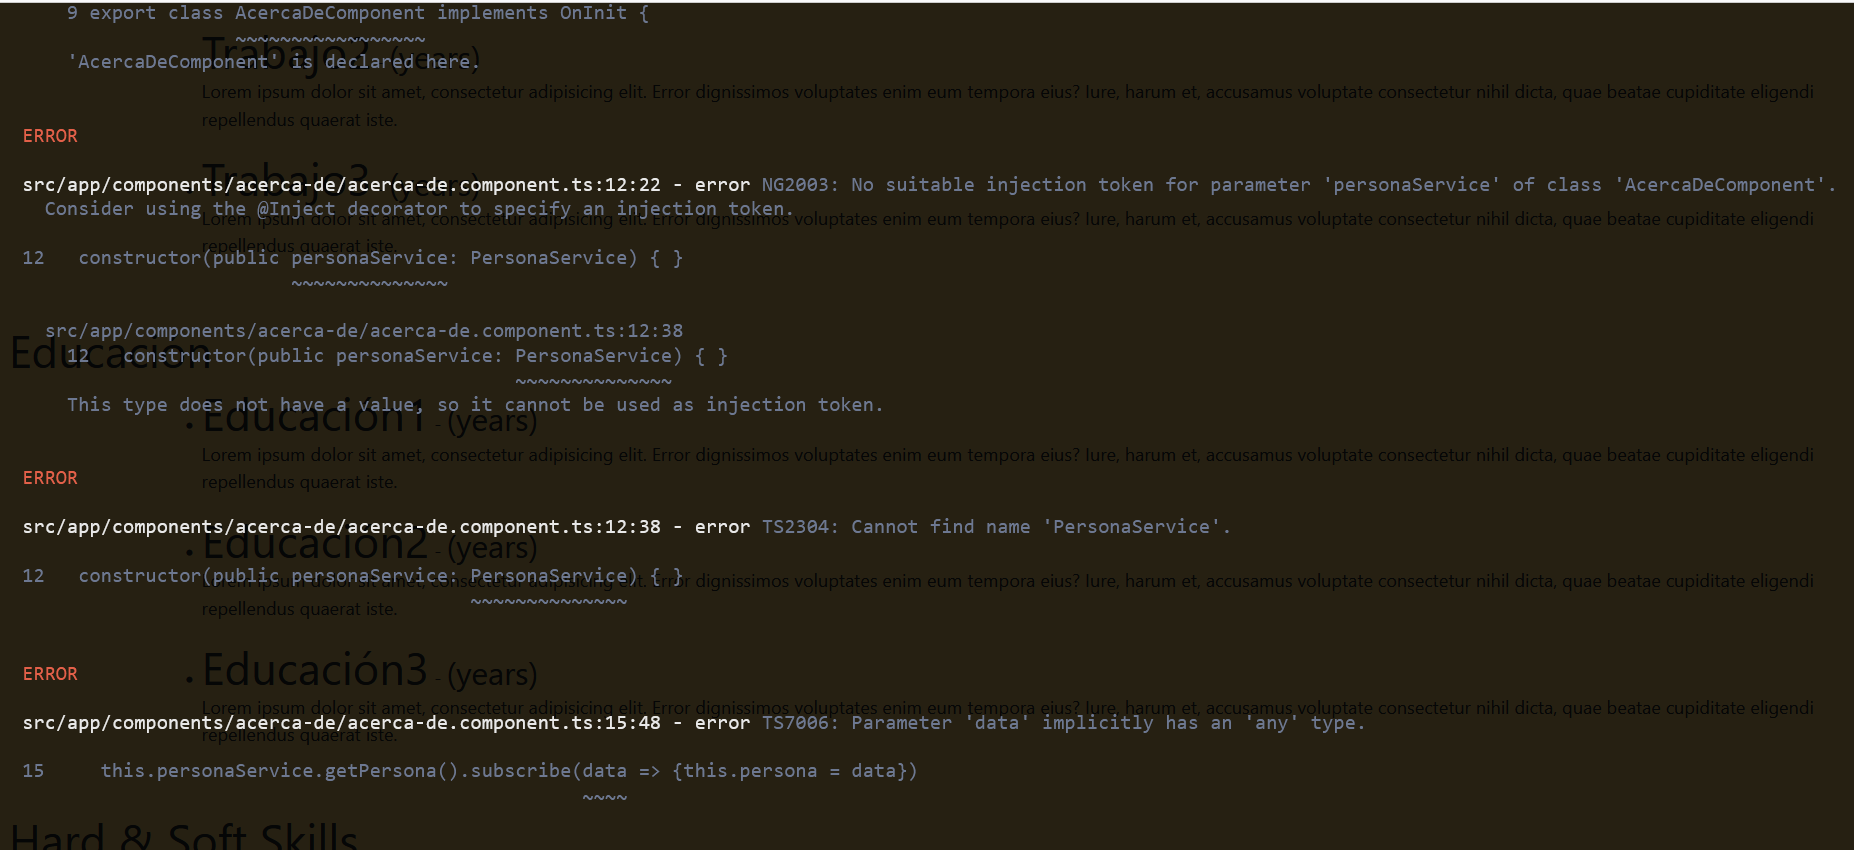 9 export class AcercaDeComponent implements OnInit {
~~~~~~~~~~~~~~~~~
Trabajo2 - (years)
'AcercaDeComponent' is declared here.
Lorem ipsum dolor sit amet, consectetur adipisicing elit. Error dignissimos voluptates enim eum tempora eius? Iure, harum et, accusamus voluptate consectetur nihil dicta, quae beatae cupiditate eligendi
repellendus quaerat iste.
ERROR
Trabajo3 - (years)
src/app/components/acerca-de/acerca-de.component.ts:12:22 - error NG2003: No suitable injection token for parameter 'personaService' of class 'AcercaDeComponent'.
Consider using the @Inject decorator to specify an injection token.
Lorem ipsum dolor sit amet, consectetur adipisicing elit. Error dignissimos voluptates enim eum tempora eius? Iure, harum et, accusamus voluptate consectetur nihil dicta, quae beatae cupiditate eligendi
repellendus quaerat iste.
12 constructor(public personaService: PersonaService) { }
~~~~~~~~~~~~~~
src/app/components/acerca-de/acerca-de.component.ts:12:38
Educación
12 constructor(public personaService: PersonaService) { }
~~~~~~~~~~~~~~
This type does not have a value, so it cannot be used as injection token.
• Educación1 - (years)
Lorem ipsum dolor sit amet, consectetur adipisicing elit. Error dignissimos voluptates enim eum tempora eius? Iure, harum et, accusamus voluptate consectetur nihil dicta, quae beatae cupiditate eligendi
ERROR
repellendus quaerat iste.
src/app/components/acerca-de/acerca-de.component.ts:12:38 - error TS2304: Cannot find name 'PersonaService'.
• Educación2 - (years)
12 constructor(public personaService: PersonaService) { }
Lorem ipsum dolor sit amet, consectetur adipisicing elit. Error dignissimos voluptates enim eum tempora eius? Iure, harum et, accusamus voluptate consectetur nihil dicta, quae beatae cupiditate eligendi
~~~~~~~~~~~~~~
repellendus quaerat iste.
ERROR
• Educación3 - (years)
Lorem ipsum dolor sit amet, consectetur adipisicing elit. Error dignissimos voluptates enim eum tempora eius? Iure, harum et, accusamus voluptate consectetur nihil dicta, quae beatae cupiditate eligendi
src/app/components/acerca-de/acerca-de.component.ts:15:48 - error TS7006: Parameter 'data' implicitly has an 'any' type.
repellendus quaerat iste.
15 this.personaService.getPersona().subscribe(data => {this.persona = data})
~~~~
Hard & Soft Skills